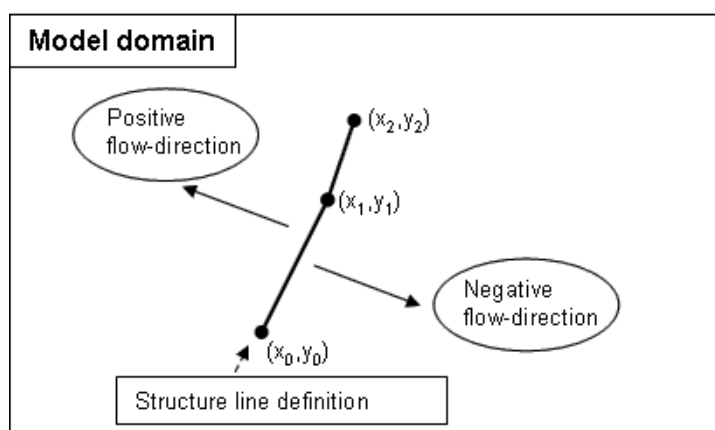 Model domain
Positive
flow-direction
(x₂,y₂)
(x₁,y₁)
Negative
flow-direction
(x₀,y₀)
Structure line definition